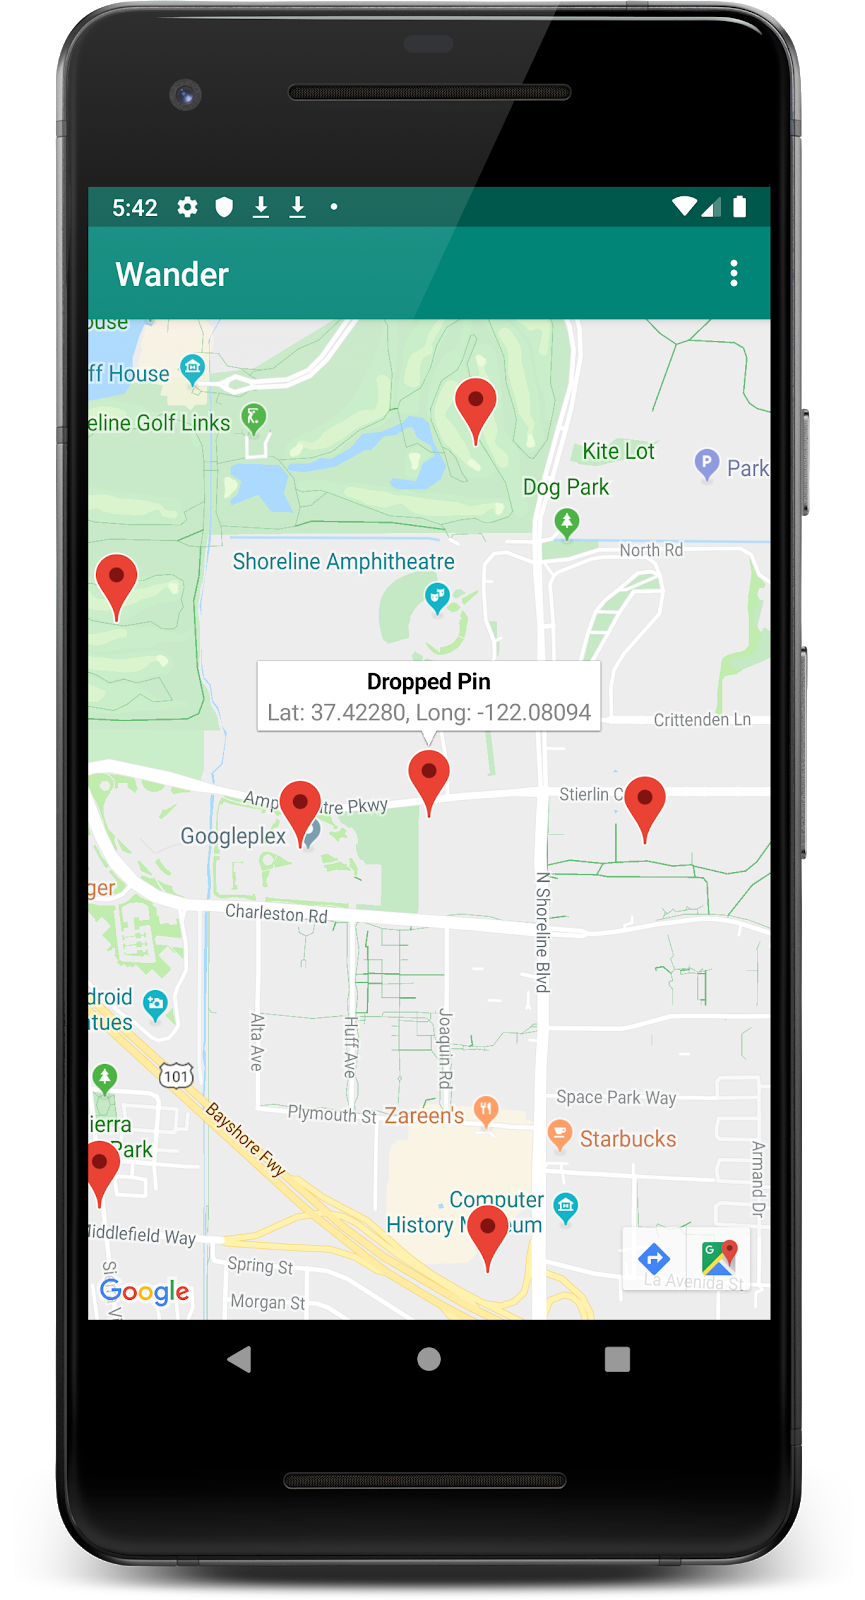 5:42
Wander
ouse
ff House
eline Golf Links
Kite Lot
Park
Dog Park
North Rd
Shoreline Amphitheatre
Dropped Pin
Lat: 37.42280, Long: -122.08094
Crittenden Ln
Stierlin C
Amp
tre Pkwy
Googleplex
ger
Charleston Rd
N Shoreline Blvd
droid
tues
Alta Ave
Huff Ave
Joaquin Rd
101
Bayshore Fwy
Plymouth St
Zareen's
Space Park Way
Starbucks
ierra
Park
Armand Dr
Computer
History M um
iddlefield Way
Spring St
La Avenida St
Google
Morgan St
P
G